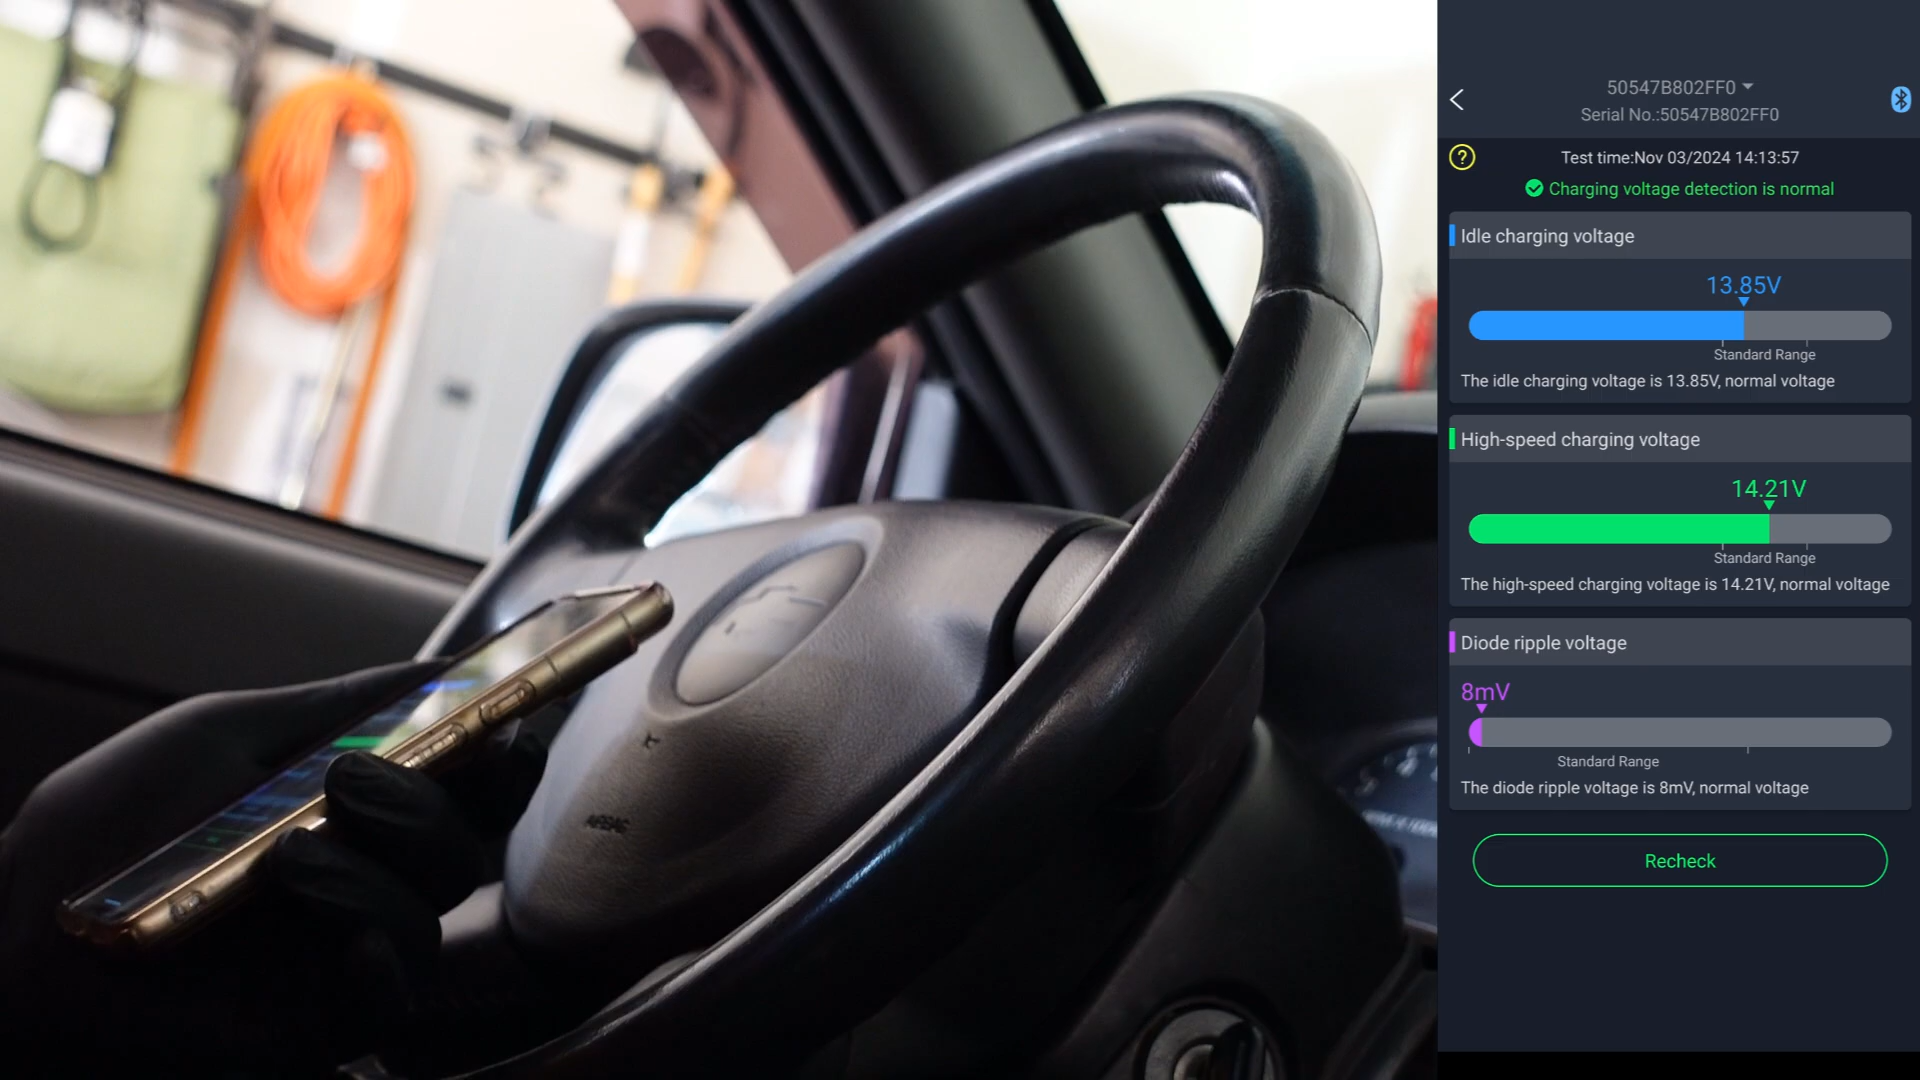 50547B802FF0
Serial No.:50547B802FF0
?
Test time:Nov 03/2024 14:13:57
Charging voltage detection is normal
Idle charging voltage
13.85V
Standard Range
The idle charging voltage is 13.85V, normal voltage
High-speed charging voltage
14.21V
Standard Range
The high-speed charging voltage is 14.21V, normal voltage
Diode ripple voltage
8mV
Standard Range
The diode ripple voltage is 8mV, normal voltage
Recheck
AIRBAG